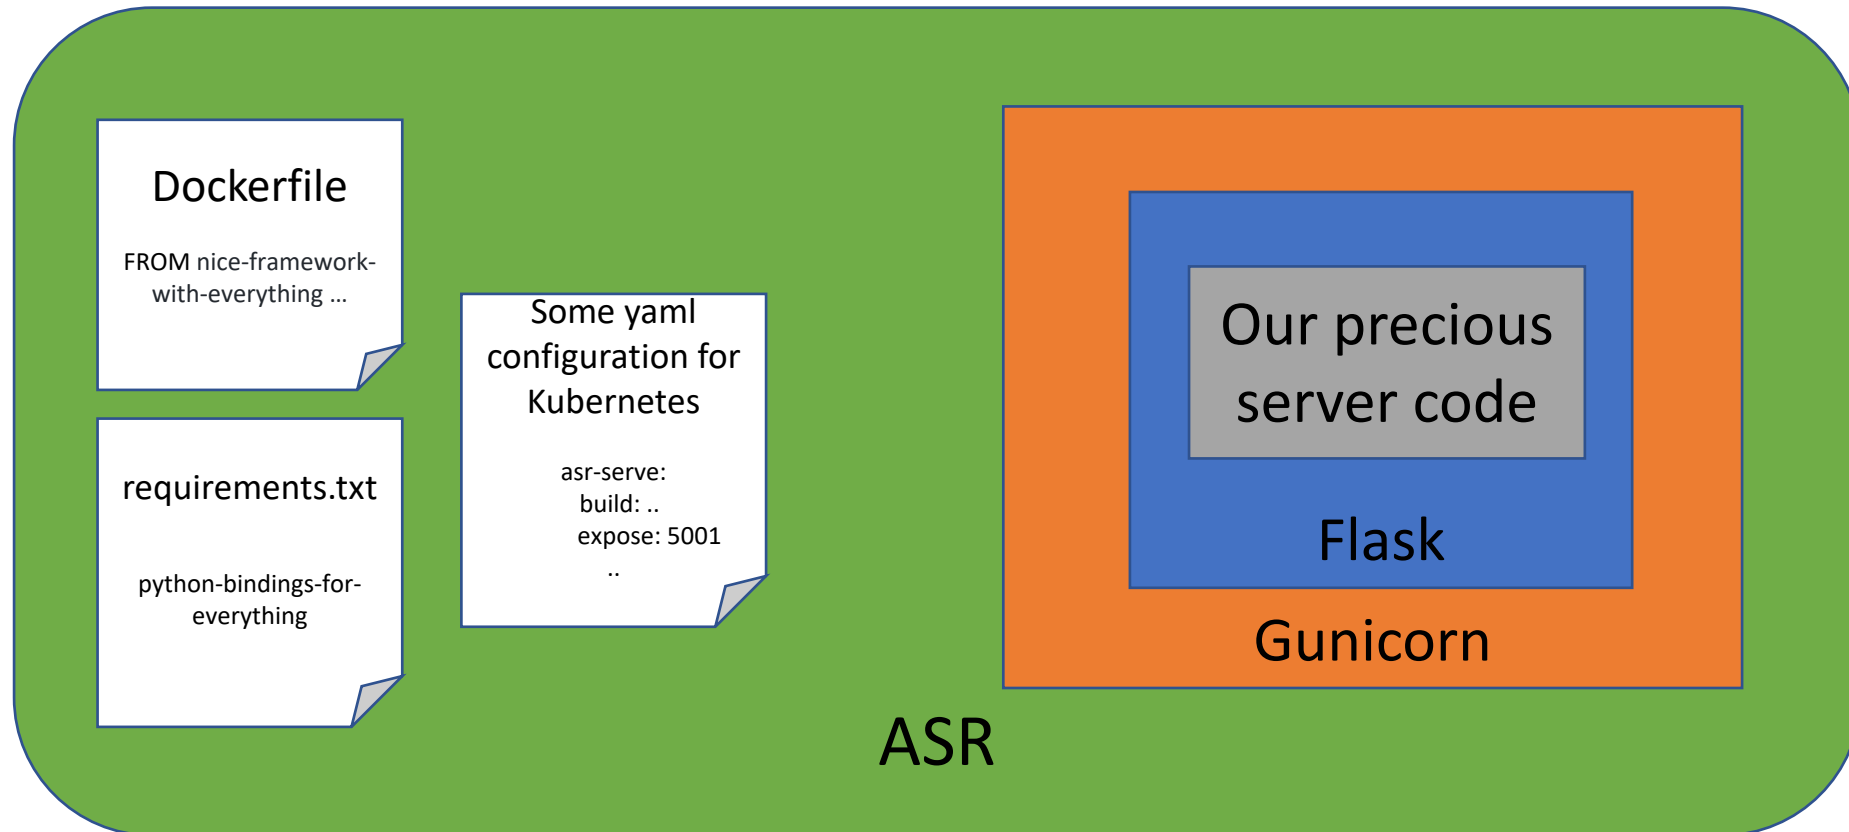 Dockerfile
FROM nice-framework-
with-everything ...
requirements.txt
python-bindings-for-
everything
Some yaml
configuration for
Kubernetes
asr-serve:
build: ..
expose: 5001
..
Our precious
server code
Flask
Gunicorn
ASR